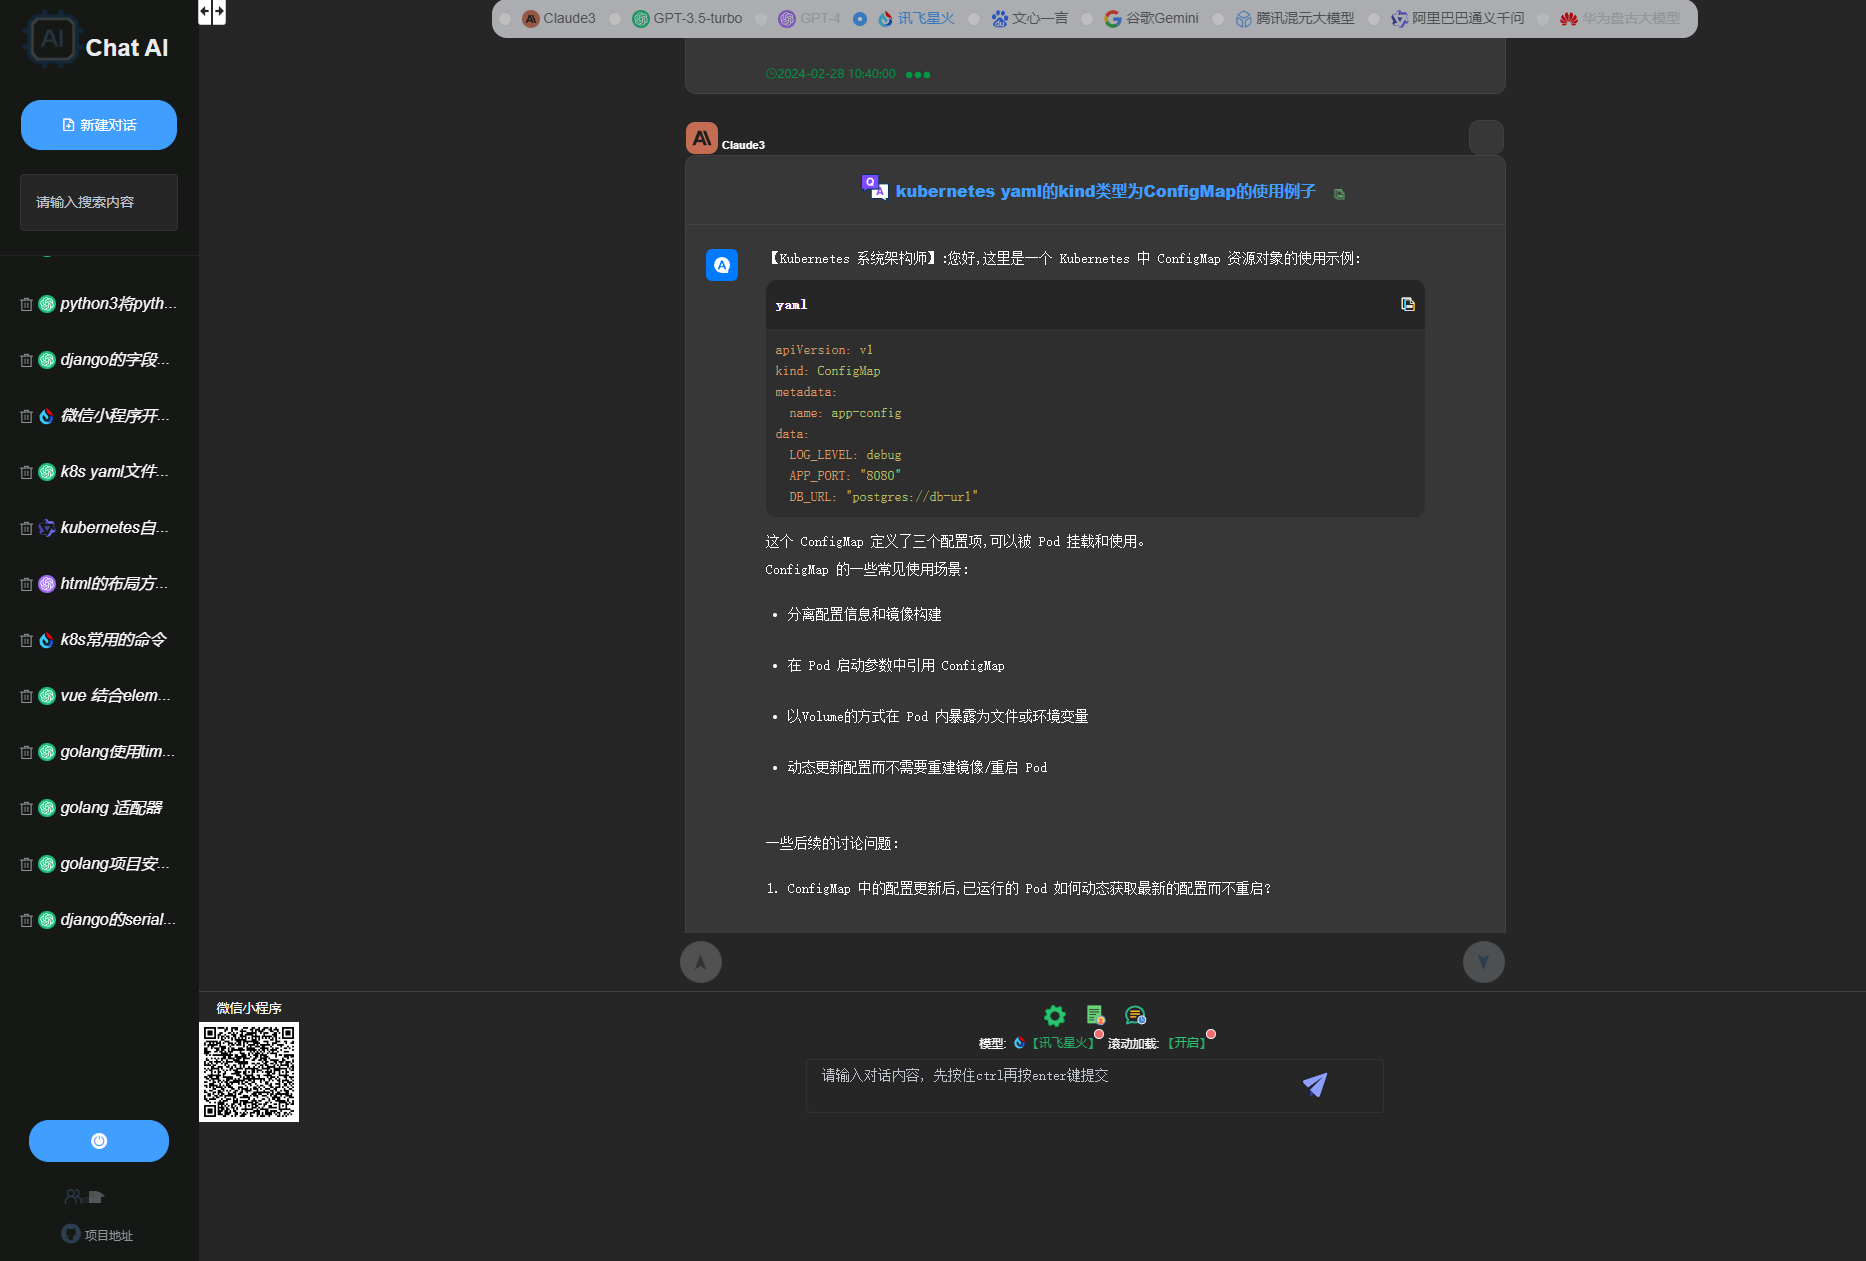 Chat AI
新建对话
请输入搜索内容
python3将pyth...
django的字段...
微信小程序开...
k8s yaml文件...
kubernetes自...
html的布局方...
k8s常用的命令
vue 结合elem...
golang使用tim...
golang 适配器
golang项目安...
django的serial...
项目地址
Claude3 GPT-3.5-turbo GPT-4 讯飞星火 文心一言 谷歌Gemini 腾讯混元大模型 阿里巴巴通义千问 华为盘古大模型
2024-02-28 10:40:00
Claude3
kubernetes yaml的kind类型为ConfigMap的使用例子
【Kubernetes 系统架构师】:您好,这里是一个 Kubernetes 中 ConfigMap 资源对象的使用示例:
yaml
apiVersion: v1
kind: ConfigMap
metadata:
name: app-config
data:
LOG_LEVEL: debug
APP_PORT: "8080"
DB_URL: "postgres://db-url"
这个 ConfigMap 定义了三个配置项,可以被 Pod 挂载和使用。
ConfigMap 的一些常见使用场景:
• 分离配置信息和镜像构建
• 在 Pod 启动参数中引用 ConfigMap
• 以Volume的方式在 Pod 内暴露为文件或环境变量
• 动态更新配置而不需要重建镜像/重启 Pod
一些后续的讨论问题:
1. ConfigMap 中的配置更新后,已运行的 Pod 如何动态获取最新的配置而不重启?
微信小程序
模型: 【讯飞星火】 滚动加载: 【开启】
请输入对话内容, 先按住ctrl再按enter键提交